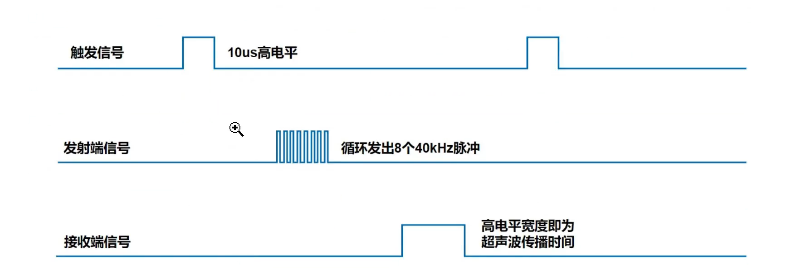 触发信号
10us高电平
发射端信号
循环发出8个40kHz脉冲
接收端信号
高电平宽度即为
超声波传播时间